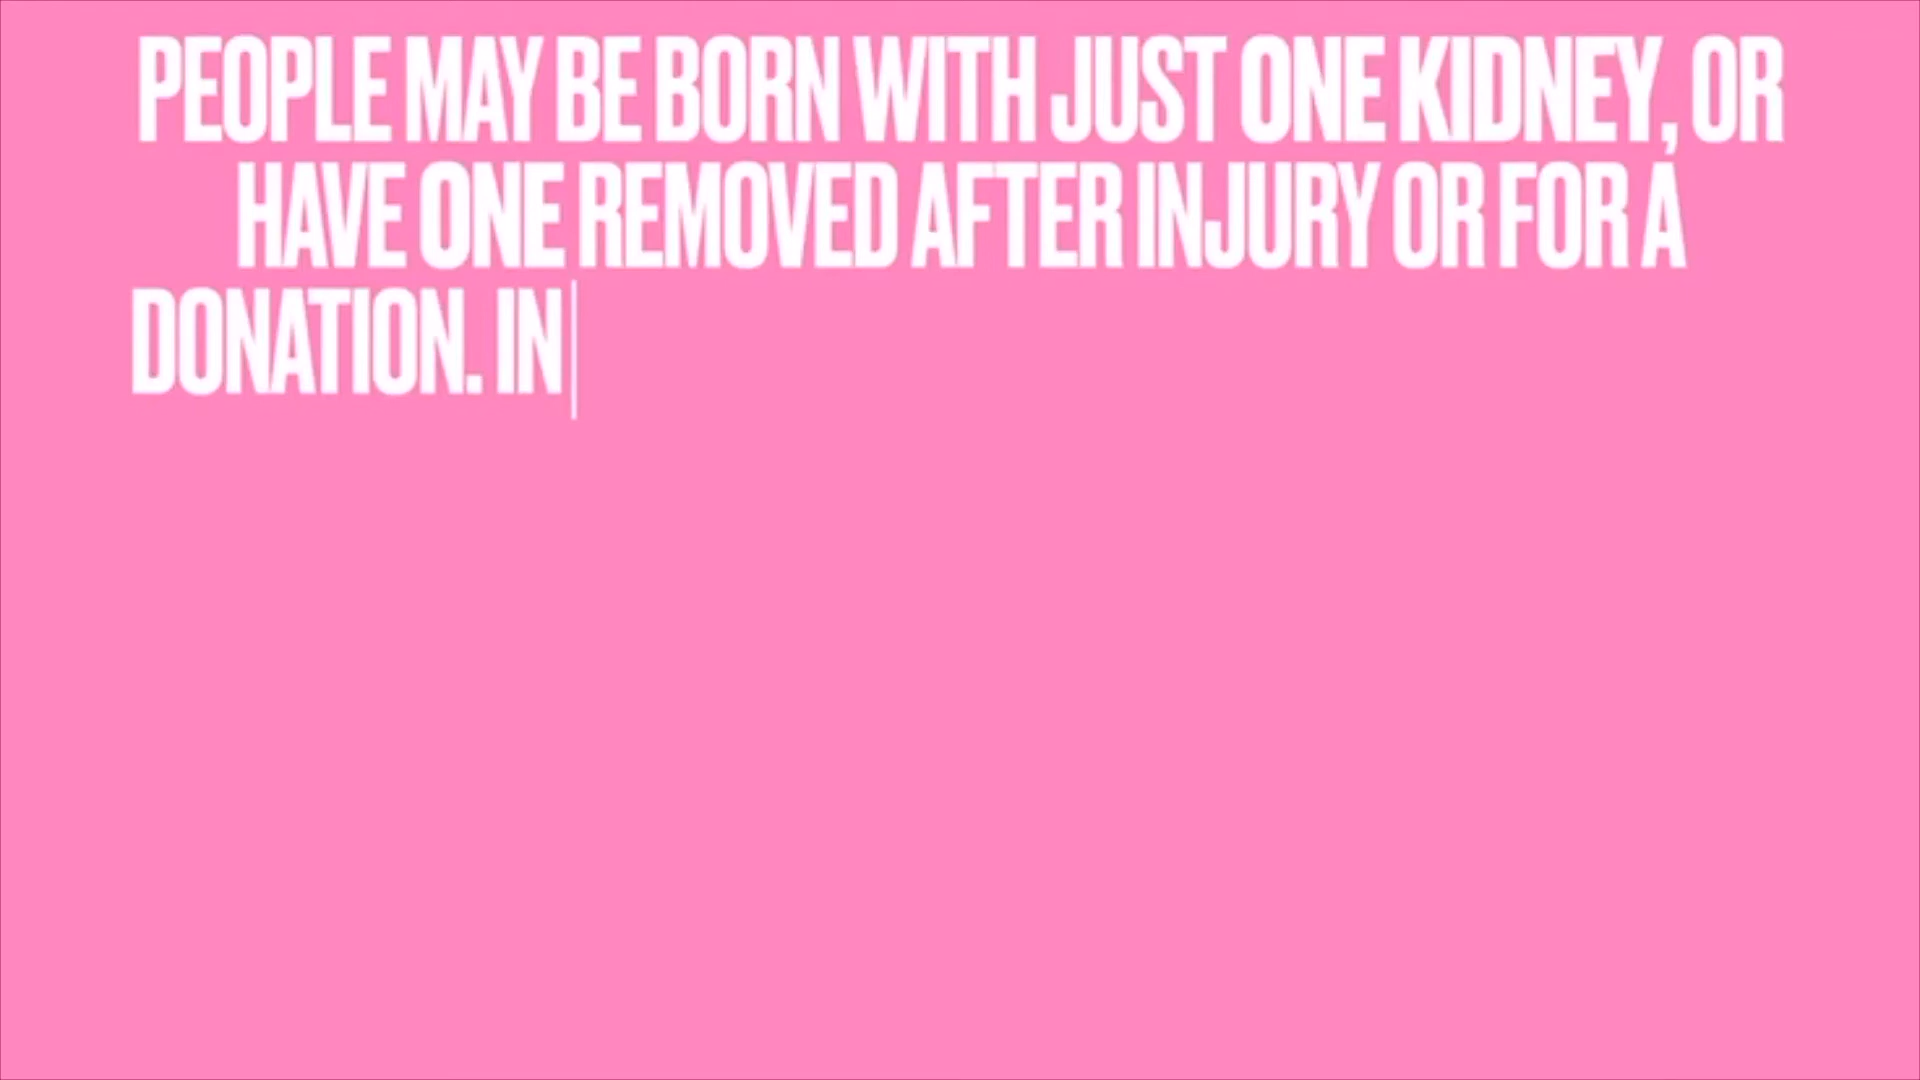 PEOPLE MAY BE BORN WITH JUST ONE KIDNEY, OR
HAVE ONE REMOVED AFTER INJURY OR FOR A
DONATION. IN